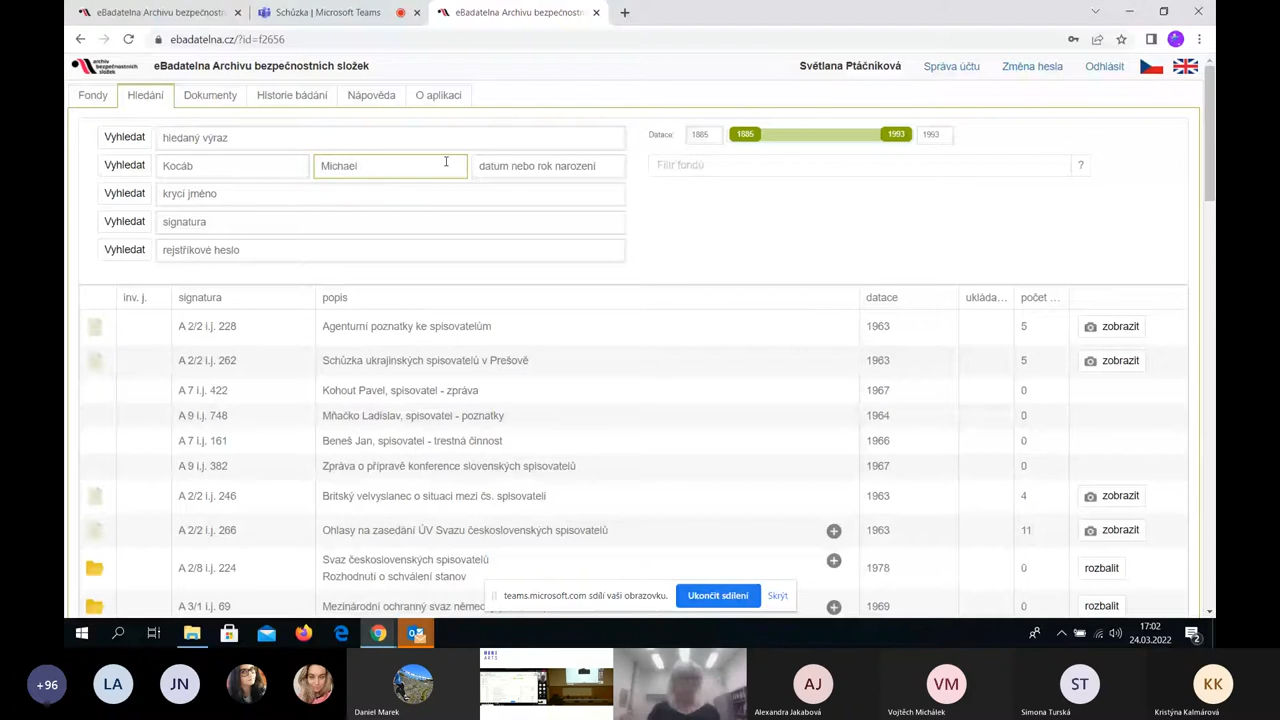 eBadatelna Archivu bezpečnostn
Schůzka | Microsoft Teams
eBadatelna Archivu bezpečnostn
ebadatelna.cz/?id=f2656
archiv bezpečnostních složek
eBadatelna Archivu bezpečnostních složek
Světlana Ptáčníková
Správa účtu
Změna hesla
Odhlásit
Fondy
Hledání
Dokumenty
Historie bádání
Nápověda
O aplikaci
Vyhledat hledaný výraz
Datace: 1885 1885 1993 1993
Vyhledat Kocáb Michael datum nebo rok narození
Filtr fondů ?
Vyhledat krycí jméno
Vyhledat signatura
Vyhledat rejstříkové heslo
inv. j. signatura popis datace ukláda... počet ...
A 2/2 i.j. 228 Agenturní poznatky ke spisovatelům 1963 5 zobrazit
A 2/2 i.j. 262 Schůzka ukrajinských spisovatelů v Prešově 1963 5 zobrazit
A 7 i.j. 422 Kohout Pavel, spisovatel - zpráva 1967 0
A 9 i.j. 748 Mňačko Ladislav, spisovatel - poznatky 1964 0
A 7 i.j. 161 Beneš Jan, spisovatel - trestná činnost 1966 0
A 9 i.j. 382 Zpráva o přípravě konference slovenských spisovatelů 1967 0
A 2/2 i.j. 246 Britský velvyslanec o situaci mezi čs. spisovateli 1963 4 zobrazit
A 2/2 i.j. 266 Ohlasy na zasedání ÚV Svazu československých spisovatelů 1963 11 zobrazit
Svaz československých spisovatelů
A 2/8 i.j. 224 1978 0 rozbalit
Rozhodnutí o schválení stanov
A 3/1 i.j. 69 Mezinárodní ochranný svaz němec 1969 0 rozbalit
teams.microsoft.com sdílí vaši obrazovku. Ukončit sdílení Skrýt
17:02
24.03.2022
2
+96
LA
JN
Daniel Marek
MUNI
ARTS
AJ
Alexandra Jakabová
VM
Vojtěch Michálek
ST
Simona Turská
KK
Kristýna Kalmárová